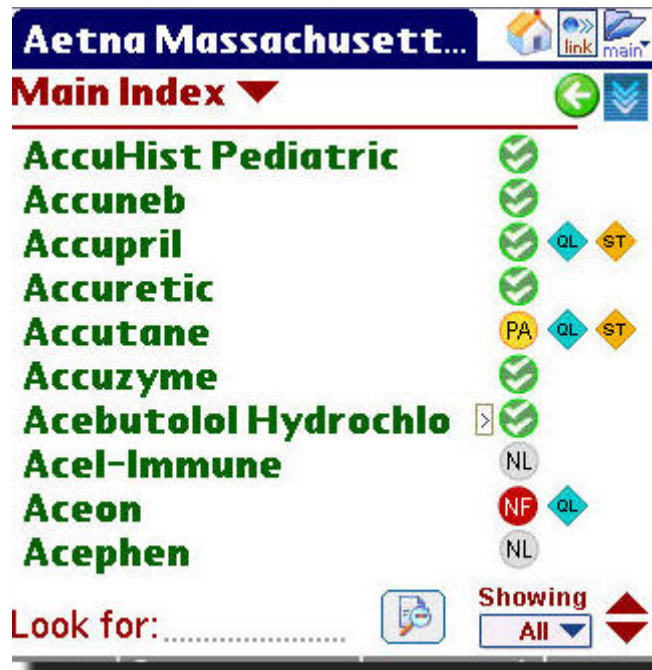 Aetna Massachusett... link main
Main Index
AccuHist Pediatric
Accuneb
Accupril QL ST
Accuretic
Accutane PA QL ST
Accuzyme
Acebutolol Hydrochlo >
Acel-Immune NL
Aceon NF QL
Acephen NL
Showing
Look for: All